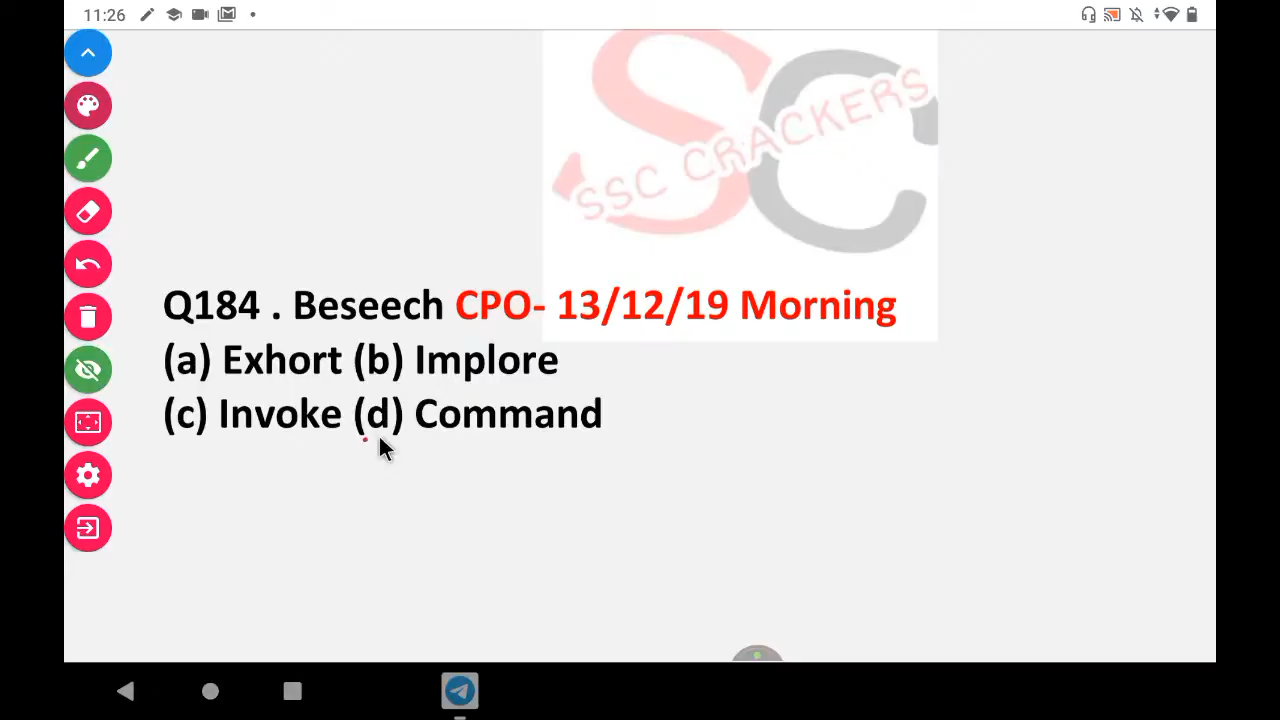 11:26
SSC CRACKERS
Q184 . Beseech CPO- 13/12/19 Morning
(a) Exhort (b) Implore
(c) Invoke (d) Command